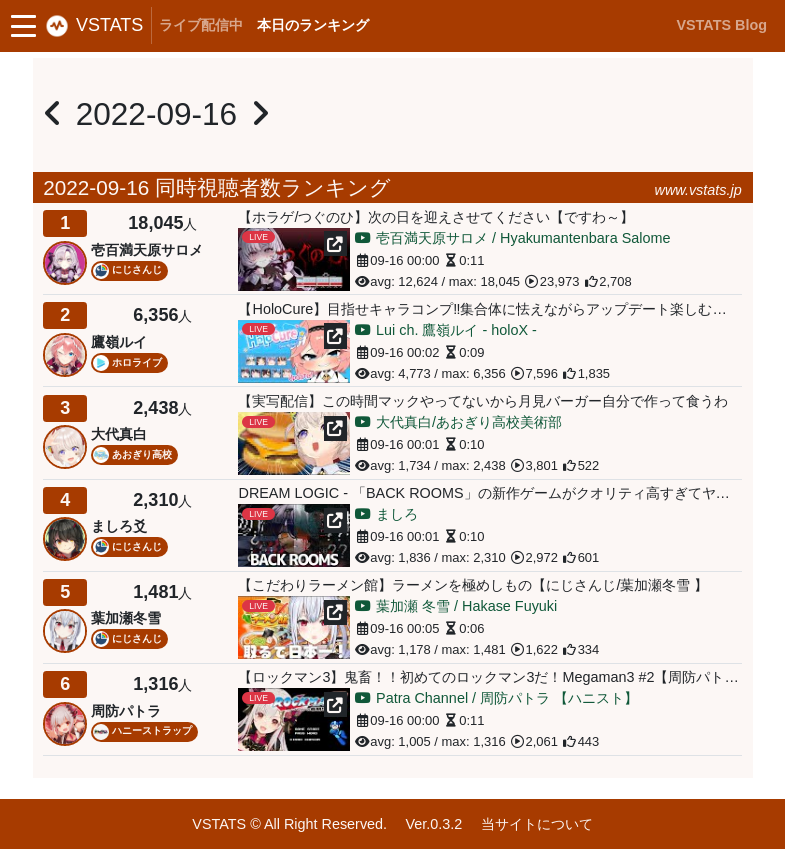 VSTATS ライブ配信中 本日のランキング VSTATS Blog
2022-09-16
2022-09-16 同時視聴者数ランキング www.vstats.jp
1 18,045人
壱百満天原サロメ
にじさんじ
【ホラゲ/つぐのひ】次の日を迎えさせてください【ですわ～】
LIVE
壱百満天原サロメ / Hyakumantenbara Salome
09-16 00:00 0:11
avg: 12,624 / max: 18,045 23,973 2,708
2 6,356人
鷹嶺ルイ
ホロライブ
【HoloCure】目指せキャラコンプ!!集合体に怯えながらアップデート楽しむ…
LIVE
HoloCure
Lui ch. 鷹嶺ルイ - holoX -
09-16 00:02 0:09
avg: 4,773 / max: 6,356 7,596 1,835
3 2,438人
大代真白
あおぎり高校
【実写配信】この時間マックやってないから月見バーガー自分で作って食うわ
LIVE
大代真白/あおぎり高校美術部
09-16 00:01 0:10
avg: 1,734 / max: 2,438 3,801 522
4 2,310人
ましろ爻
にじさんじ
DREAM LOGIC - 「BACK ROOMS」の新作ゲームがクオリティ高すぎてヤ…
LIVE
BACK ROOMS
ましろ
09-16 00:01 0:10
avg: 1,836 / max: 2,310 2,972 601
5 1,481人
葉加瀬冬雪
にじさんじ
【こだわりラーメン館】ラーメンを極めしもの【にじさんじ/葉加瀬冬雪 】
LIVE
取るて日本一
葉加瀬 冬雪 / Hakase Fuyuki
09-16 00:05 0:06
avg: 1,178 / max: 1,481 1,622 334
6 1,316人
周防パトラ
ハニーストラップ
【ロックマン3】鬼畜！！初めてのロックマン3だ！Megaman3 #2【周防パト…
LIVE
Patra Channel / 周防パトラ 【ハニスト】
09-16 00:00 0:11
avg: 1,005 / max: 1,316 2,061 443
VSTATS © All Right Reserved. Ver.0.3.2 当サイトについて